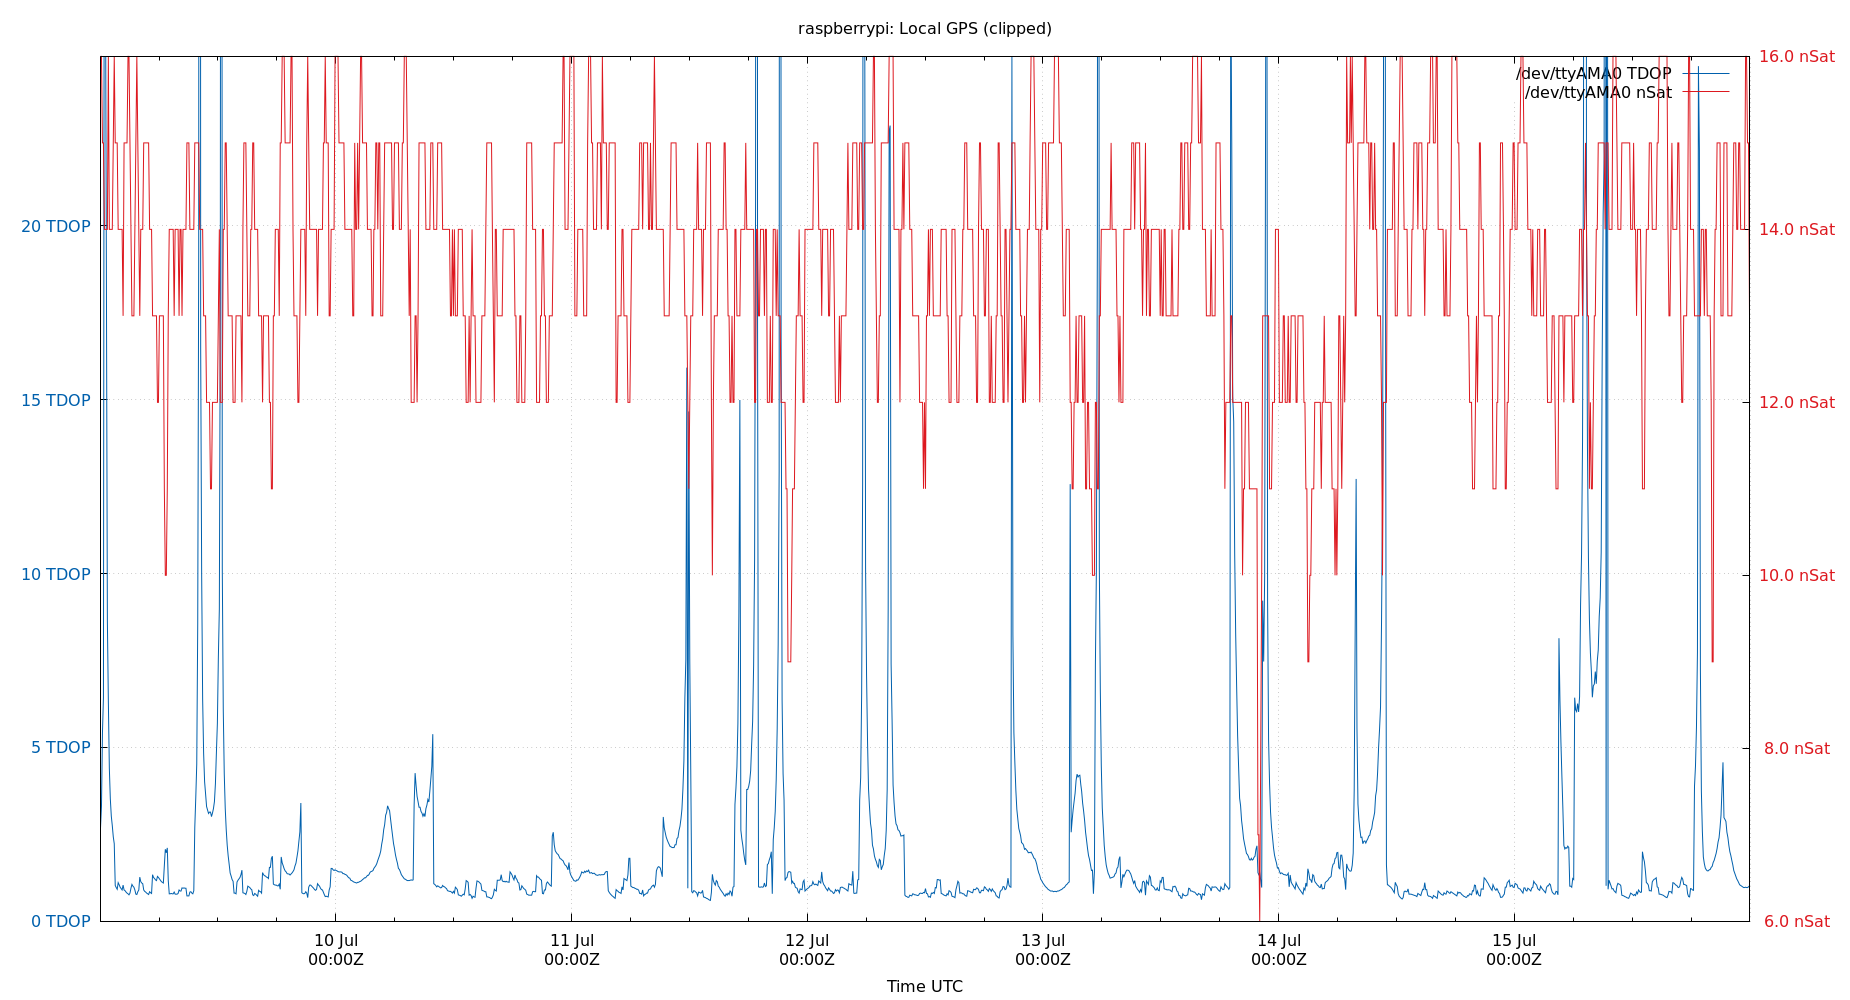 raspberrypi: Local GPS (clipped)
16.0 nSat
/dev/ttyAMA0 TDOP
/dev/ttyAMA0 nSat
20 TDOP
14.0 nSat
15 TDOP
12.0 nSat
10 TDOP
10.0 nSat
5 TDOP
8.0 nSat
0 TDOP
6.0 nSat
10 Jul
00:00Z
11 Jul
00:00Z
12 Jul
00:00Z
13 Jul
00:00Z
14 Jul
00:00Z
15 Jul
00:00Z
Time UTC